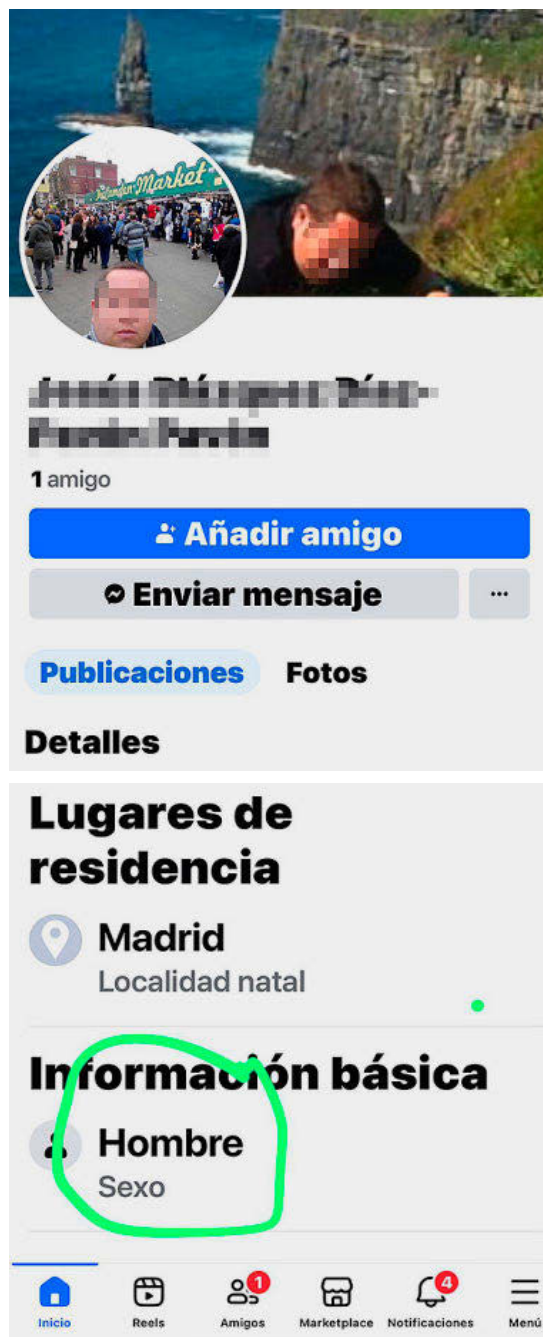 Market
1 amigo
Añadir amigo
Enviar mensaje
Publicaciones Fotos
Detalles
Lugares de
residencia
Madrid
Localidad natal
Información básica
Hombre
Sexo
1 4
Inicio Reels Amigos Marketplace Notificaciones Menú